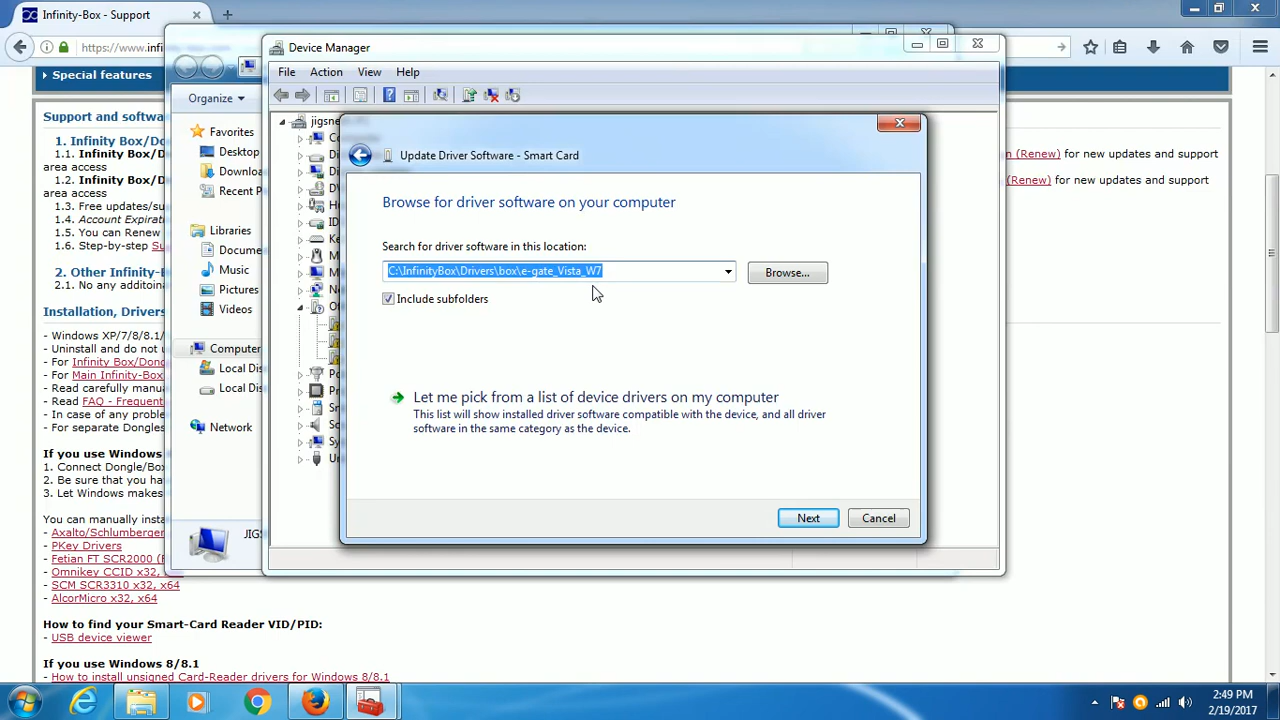 Infinity-Box - Support
https://www.infi
Special features
Support and softwa
1. Infinity Box/Do
1.1. Infinity Box/D
area access
1.2. Infinity Box/D
area access
1.3. Free updates/su
1.4. Account Expirat
1.5. You can Renew
1.6. Step-by-step Su
2. Other Infinity-B
2.1. No any additoina
Installation, Drivers
- Windows XP/7/8/8.1/
- Uninstall and do not u
- For Infinity Box/Dong
- For Main Infinity-Box
- Read carefully manua
- Read FAQ - Frequent
- In case of any proble
- For separate Dongles
If you use Windows
1. Connect Dongle/Box
2. Be sure that you hav
3. Let Windows makes
You can manually insta
- Axalto/Schlumberger
- PKey Drivers
- Fetian FT SCR2000 (F
- Omnikey CCID x32, x
- SCM SCR3310 x32, x64
- AlcorMicro x32, x64
How to find your Smart-Card Reader VID/PID:
- USB device viewer
If you use Windows 8/8.1
- How to install unsigned Card-Reader drivers for Windows 8/8.1
n (Renew) for new updates and support
(Renew) for new updates and support
Organize
Favorites
Desktop
Downloa
Recent P
Libraries
Docume
Music
Pictures
Videos
Computer
Local Dis
Local Dis
Network
JIGS
Device Manager
File Action View Help
jigsne
Update Driver Software - Smart Card
Browse for driver software on your computer
Search for driver software in this location:
C:\InfinityBox\Drivers\box\e-gate_Vista_W7
Browse...
Include subfolders
Let me pick from a list of device drivers on my computer
This list will show installed driver software compatible with the device, and all driver
software in the same category as the device.
Next
Cancel
2:49 PM
2/19/2017